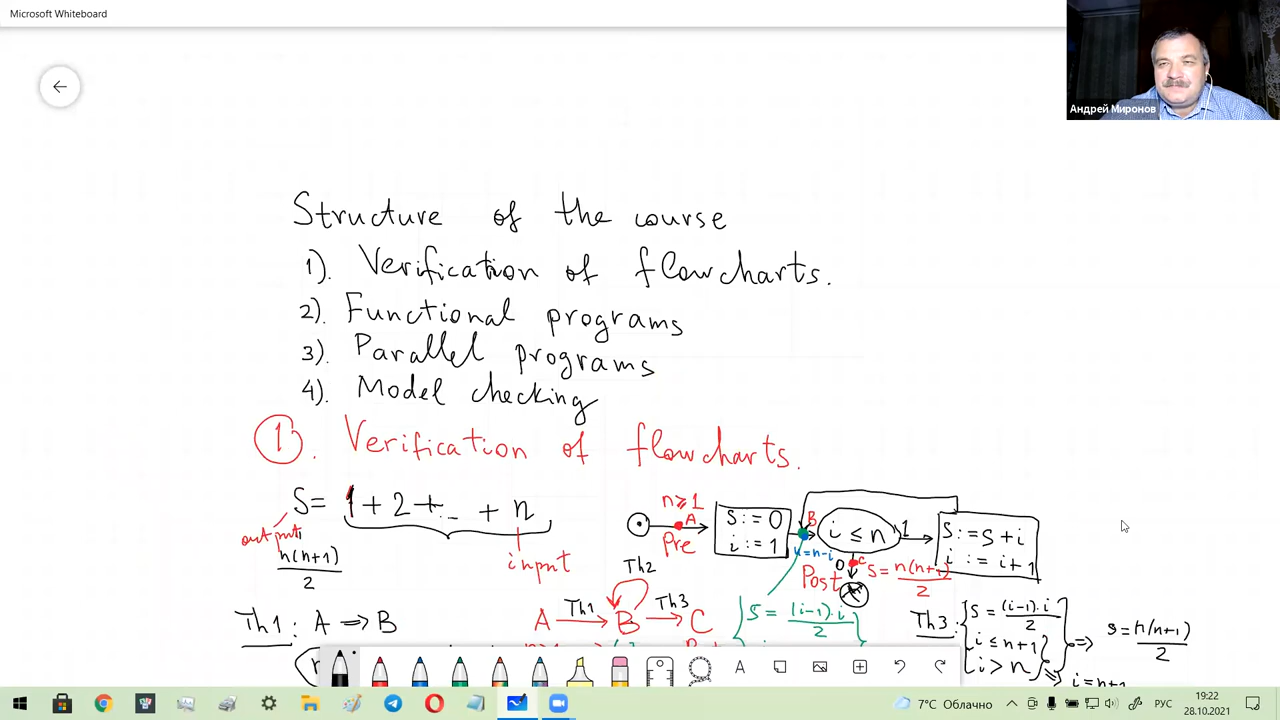 Microsoft Whiteboard
Андрей Миронов
Structure of the course
1). Verification of flowcharts.
2). Functional programs
3). Parallel programs
4). Model checking
1. Verification of flowcharts.
S= 1 + 2 + ... + n
output
n(n+1)
2
input
n ≥ 1
A
Pre
s := 0
i := 1
B
u = n-i
i ≤ n
1
s := s + i
i := i + 1
0
C
Post
s = n(n+1)
2
Th2
A Th1 B Th3 C
S = (i-1)·i
2
Th1 : A ⇒ B
Th3 : S = (i-1)·i
2
i ≤ n+1
i > n
⇒ s = n(n+1)
2
⇒ i = n+1
7°C Облачно
РУС
19:22
28.10.2021